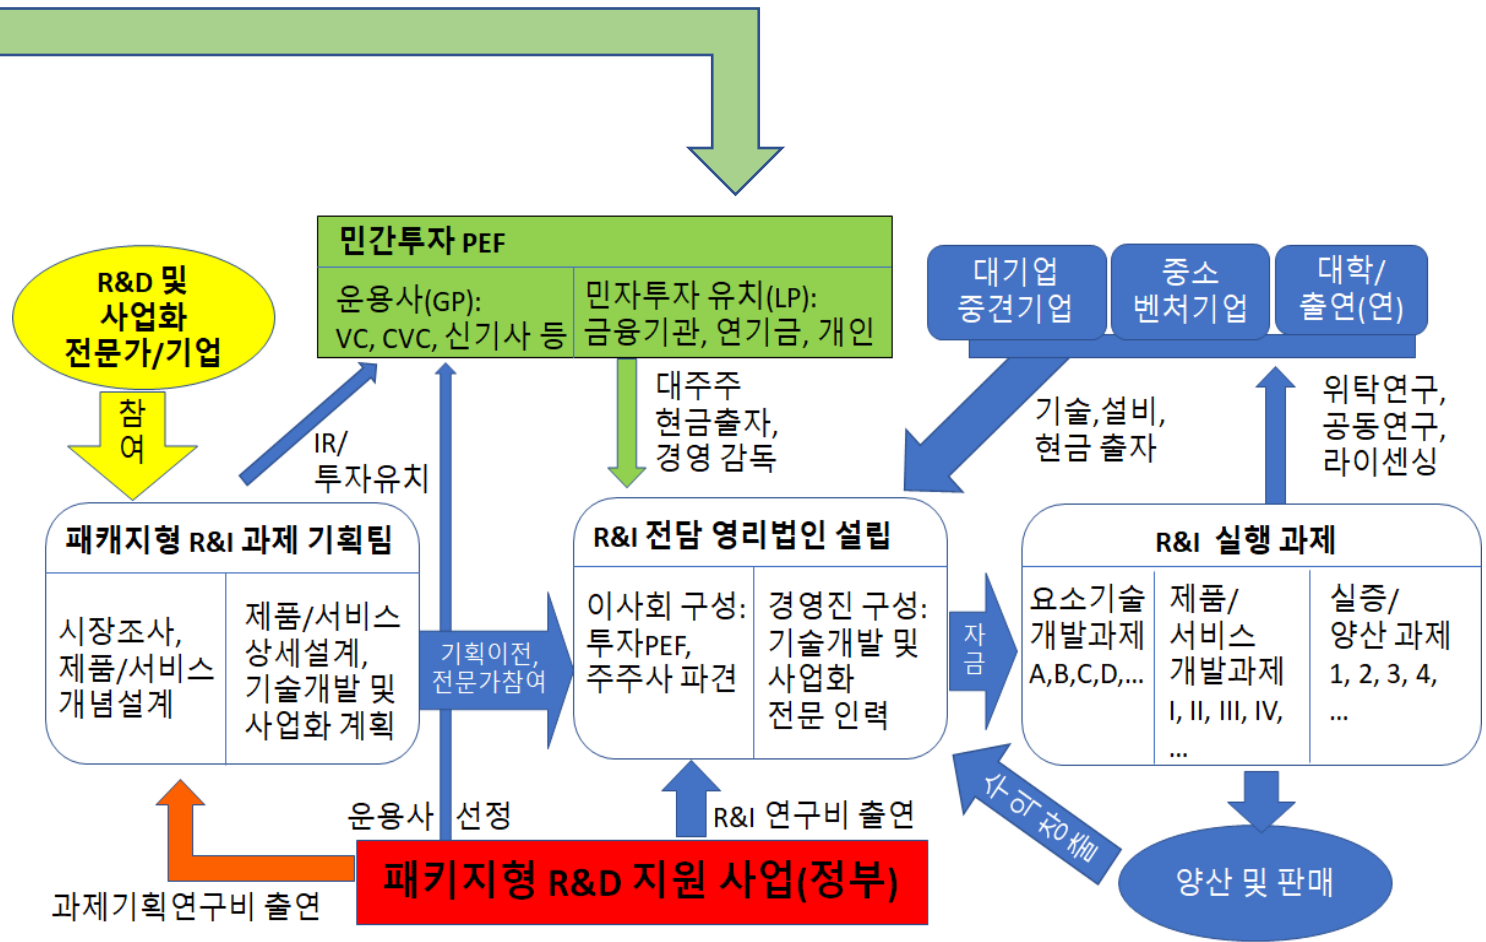 민간투자 PEF
운용사(GP):
VC, CVC, 신기사 등
민자투자 유치(LP):
금융기관, 연기금, 개인
R&D 및
사업화
전문가/기업
참
여
대기업
중견기업
중소
벤처기업
대학/
출연(연)
IR/
투자유치
대주주
현금출자,
경영 감독
기술,설비,
현금 출자
위탁연구,
공동연구,
라이센싱
패캐지형 R&I 과제 기획팀
시장조사,
제품/서비스
개념설계
제품/서비스
상세설계,
기술개발 및
사업화 계획
기획이전,
전문가참여
R&I 전담 영리법인 설립
이사회 구성:
투자PEF,
주주사 파견
경영진 구성:
기술개발 및
사업화
전문 인력
자
금
R&I 실행 과제
요소기술
개발과제
A,B,C,D,...
제품/
서비스
개발과제
I, II, III, IV,
...
실증/
양산 과제
1, 2, 3, 4,
...
운용사 선정
R&I 연구비 출연
수익창출
패키지형 R&D 지원 사업(정부)
과제기획연구비 출연
양산 및 판매